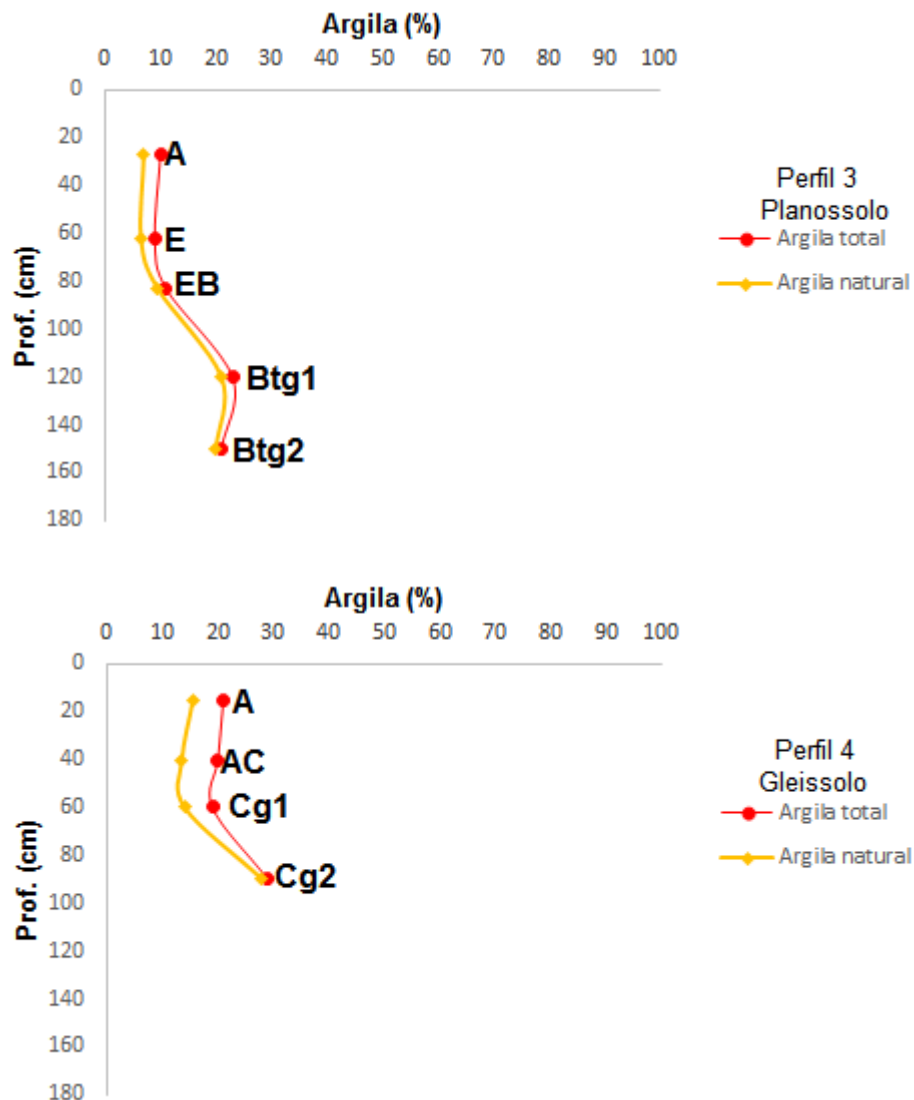 Argila (%)
0 10 20 30 40 50 60 70 80 90 100
0
20
40
60
80
100
120
140
160
180
Prof. (cm)
A
E
EB
Btg1
Btg2
Perfil 3
Planossolo
Argila total
Argila natural
Argila (%)
0 10 20 30 40 50 60 70 80 90 100
0
20
40
60
80
100
120
140
160
180
Prof. (cm)
A
AC
Cg1
Cg2
Perfil 4
Gleissolo
Argila total
Argila natural